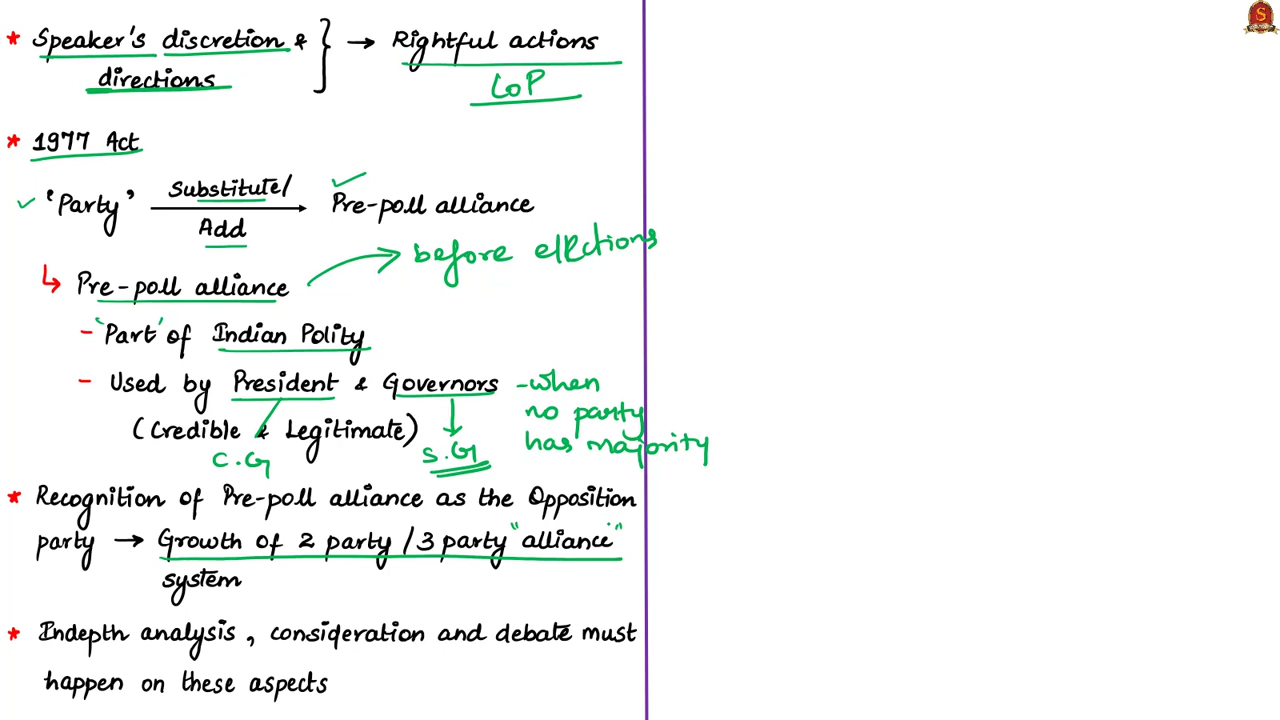 * Speaker's discretion & } → Rightful actions
directions
LoP
* 1977 Act
'Party' Substitute/ Pre-poll alliance
Add
before elections
↳ Pre-poll alliance
- 'Part' of Indian Polity
- Used by President & Governors - when
no party
(Credible & Legitimate) has majority
C.G S.G
* Recognition of Pre-poll alliance as the Opposition
party → Growth of 2 party / 3 party "alliance"
system
* Indepth analysis, consideration and debate must
happen on these aspects
S